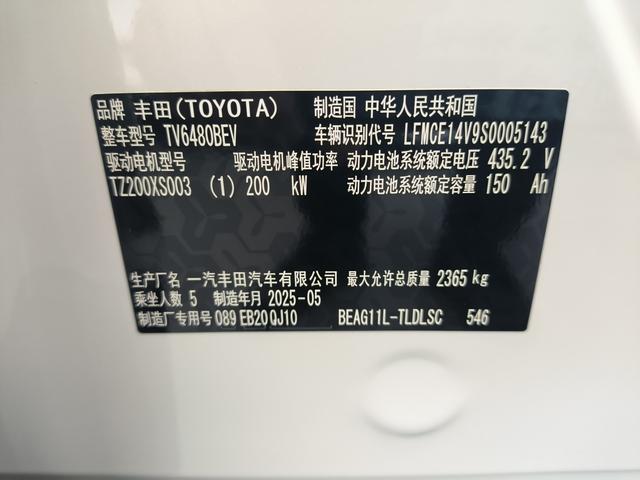 品牌 丰田(TOYOTA) 制造国 中华人民共和国
整车型号 TV6480BEV 车辆识别代号 LFMCE14V9S0005143
驱动电机型号 驱动电机峰值功率 动力电池系统额定电压 435.2 V
TZ200XS003 (1) 200 kW 动力电池系统额定容量 150 Ah
生产厂名 一汽丰田汽车有限公司 最大允许总质量 2365 kg
乘坐人数 5 制造年月 2025-05
制造厂专用号 089 EB20 QJ10 BEAG11L-TLDLSC 546